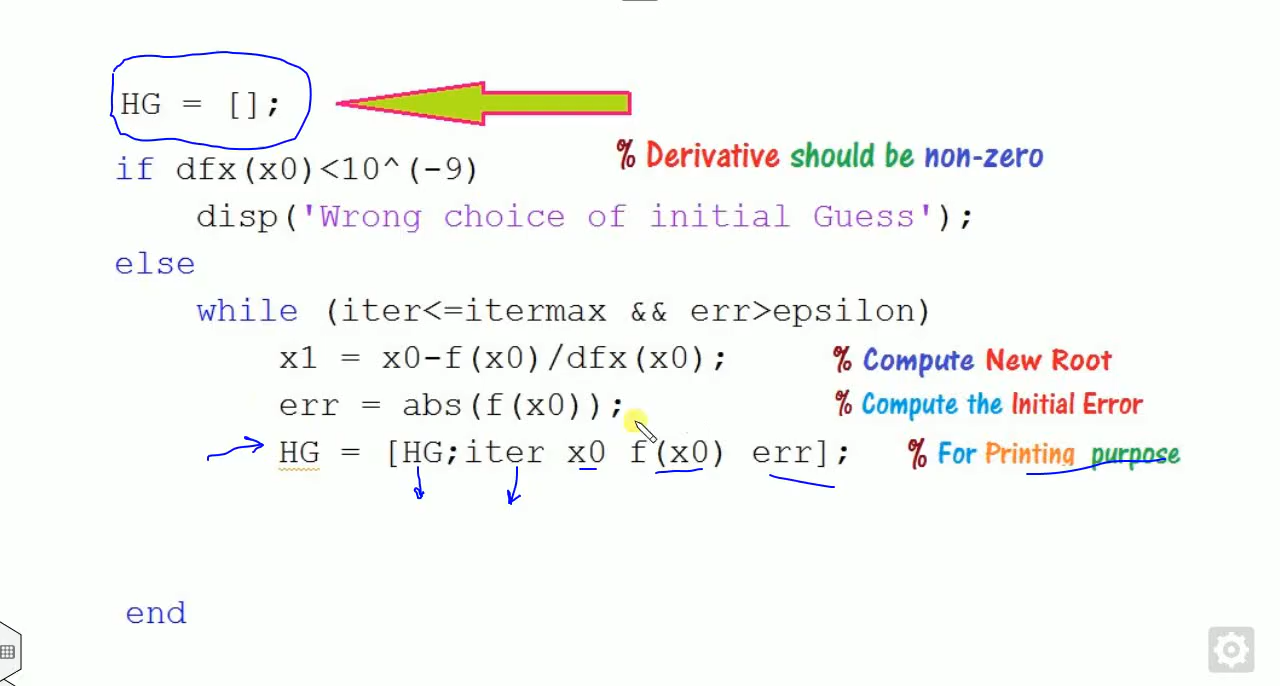 HG = [];
if dfx(x0)<10^(-9) % Derivative should be non-zero
disp('Wrong choice of initial Guess');
else
while (iter<=itermax && err>epsilon)
x1 = x0-f(x0)/dfx(x0); % Compute New Root
err = abs(f(x0)); % Compute the Initial Error
HG = [HG;iter x0 f(x0) err]; % For Printing purpose
end